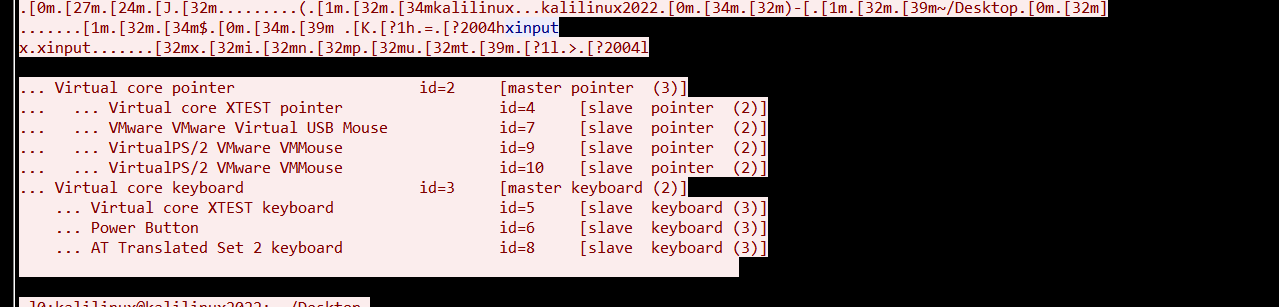 .[0m.[27m.[24m.[J.[32m.........(.[1m.[32m.[34mkalilinux...kalilinux2022.[0m.[34m.[32m)-[.[1m.[32m.[39m~/Desktop.[0m.[32m]
.......[1m.[32m.[34m$.[0m.[34m.[39m .[K.[?1h.=.[?2004hxinput
x.xinput.......[32mx.[32mi.[32mn.[32mp.[32mu.[32mt.[39m.[?1l.>.[?2004l
... Virtual core pointer id=2 [master pointer (3)]
... ... Virtual core XTEST pointer id=4 [slave pointer (2)]
... ... VMware VMware Virtual USB Mouse id=7 [slave pointer (2)]
... ... VirtualPS/2 VMware VMMouse id=9 [slave pointer (2)]
... ... VirtualPS/2 VMware VMMouse id=10 [slave pointer (2)]
... Virtual core keyboard id=3 [master keyboard (2)]
... Virtual core XTEST keyboard id=5 [slave keyboard (3)]
... Power Button id=6 [slave keyboard (3)]
... AT Translated Set 2 keyboard id=8 [slave keyboard (3)]
.]0;kalilinux@kalilinux2022: ~/Desktop.